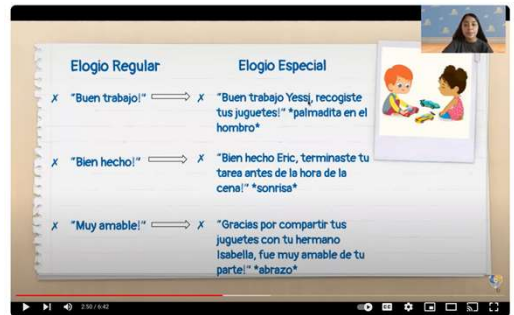 Elogio Regular
Elogio Especial
✗ "Buen trabajo!" ⟹ ✗ "Buen trabajo Yessi, recogiste
tus juguetes!" *palmadita en el
hombro*
✗ "Bien hecho!" ⟹ ✗ "Bien hecho Eric, terminaste tu
tarea antes de la hora de la
cena!" *sonrisa*
✗ "Muy amable!" ⟹ ✗ "Gracias por compartir tus
juguetes con tu hermano
Isabella, fue muy amable de tu
parte!" *abrazo*
2:50 / 6:42